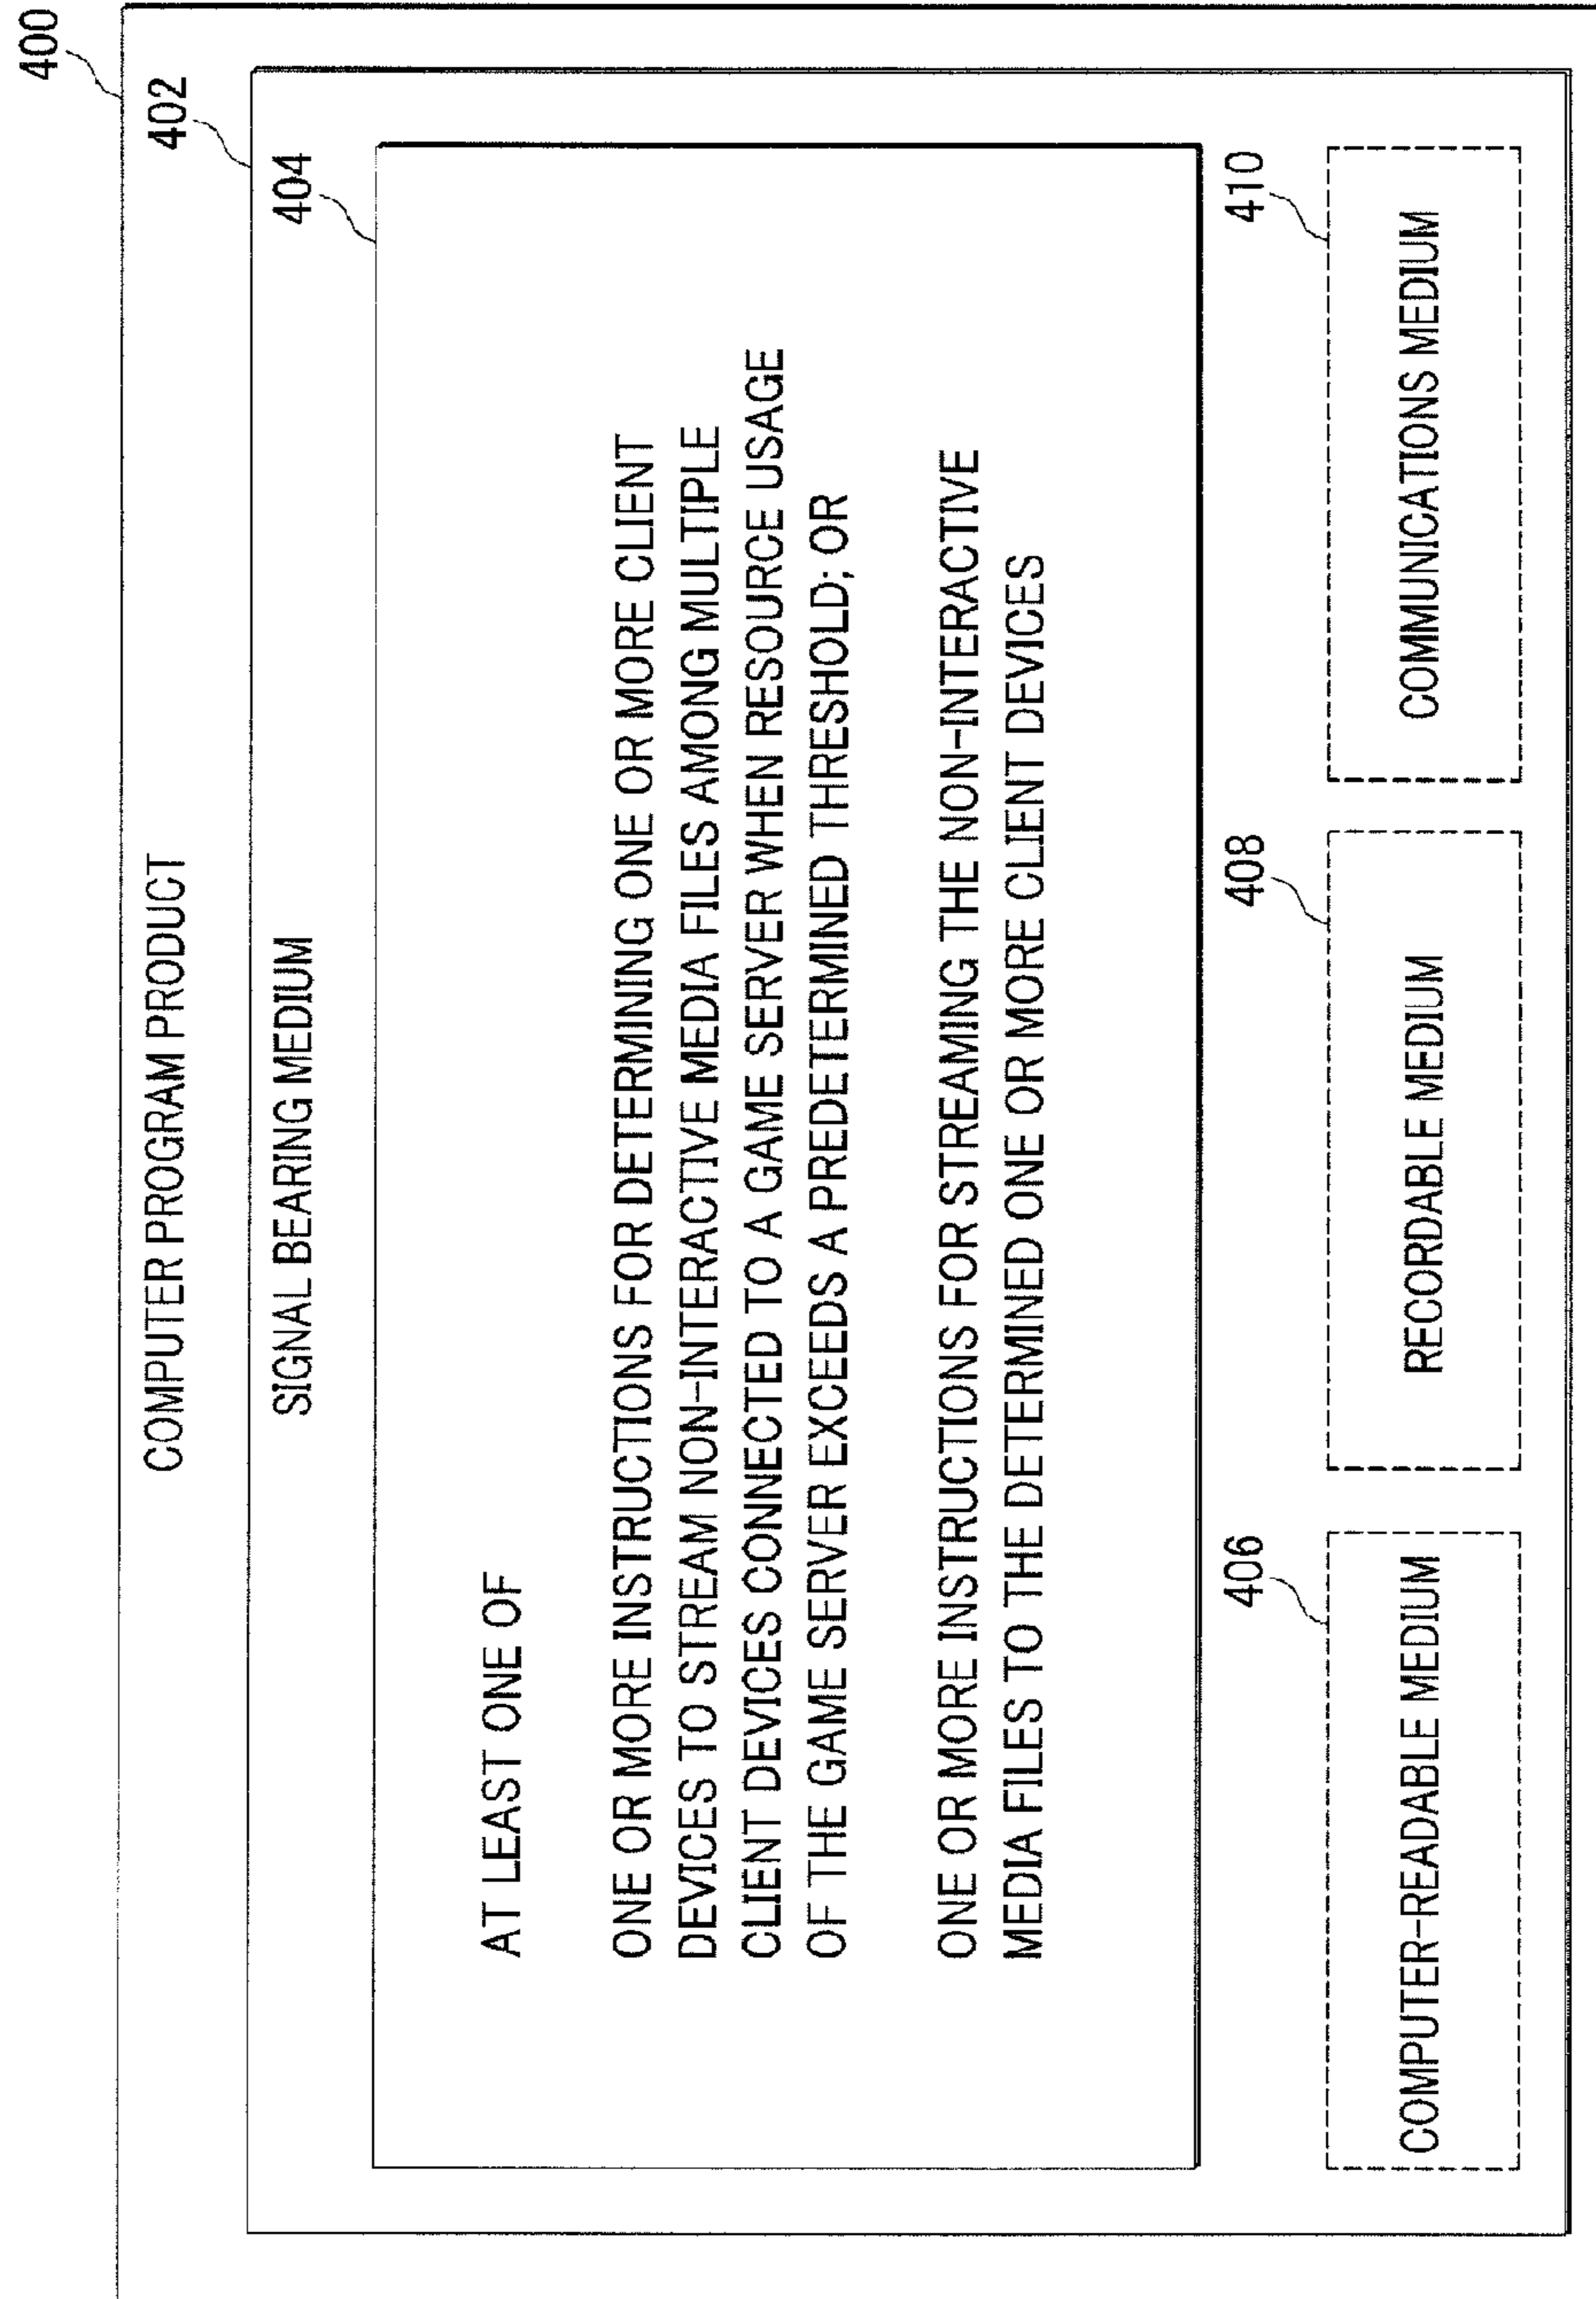 400
COMPUTER PROGRAM PRODUCT
402
SIGNAL BEARING MEDIUM
404
AT LEAST ONE OF
ONE OR MORE INSTRUCTIONS FOR DETERMINING ONE OR MORE CLIENT
DEVICES TO STREAM NON-INTERACTIVE MEDIA FILES AMONG MULTIPLE
CLIENT DEVICES CONNECTED TO A GAME SERVER WHEN RESOURCE USAGE
OF THE GAME SERVER EXCEEDS A PREDETERMINED THRESHOLD; OR
ONE OR MORE INSTRUCTIONS FOR STREAMING THE NON-INTERACTIVE
MEDIA FILES TO THE DETERMINED ONE OR MORE CLIENT DEVICES
406
COMPUTER-READABLE MEDIUM
408
RECORDABLE MEDIUM
410
COMMUNICATIONS MEDIUM